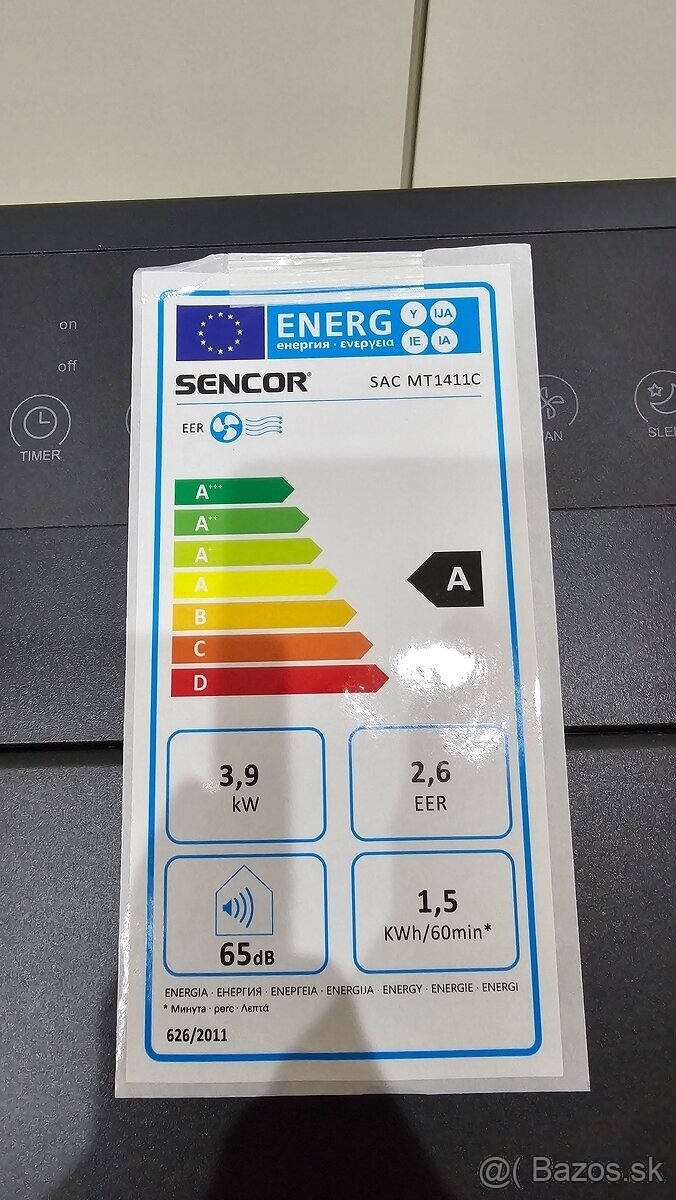 on
off
TIMER
ENERG Y IJA IE IA
енергия · ενεργεια
SENCOR®
SAC MT1411C
EER
A+++
A++
A+
A
B
C
D
A
3,9
kW
2,6
EER
65dB
1,5
KWh/60min*
ENERGIA · ЕНЕРГИЯ · ΕΝΕΡΓΕΙΑ · ENERGIJA · ENERGY · ENERGIE · ENERGI
* Минута · perc · Λεπτά
626/2011
@( Bazos.sk